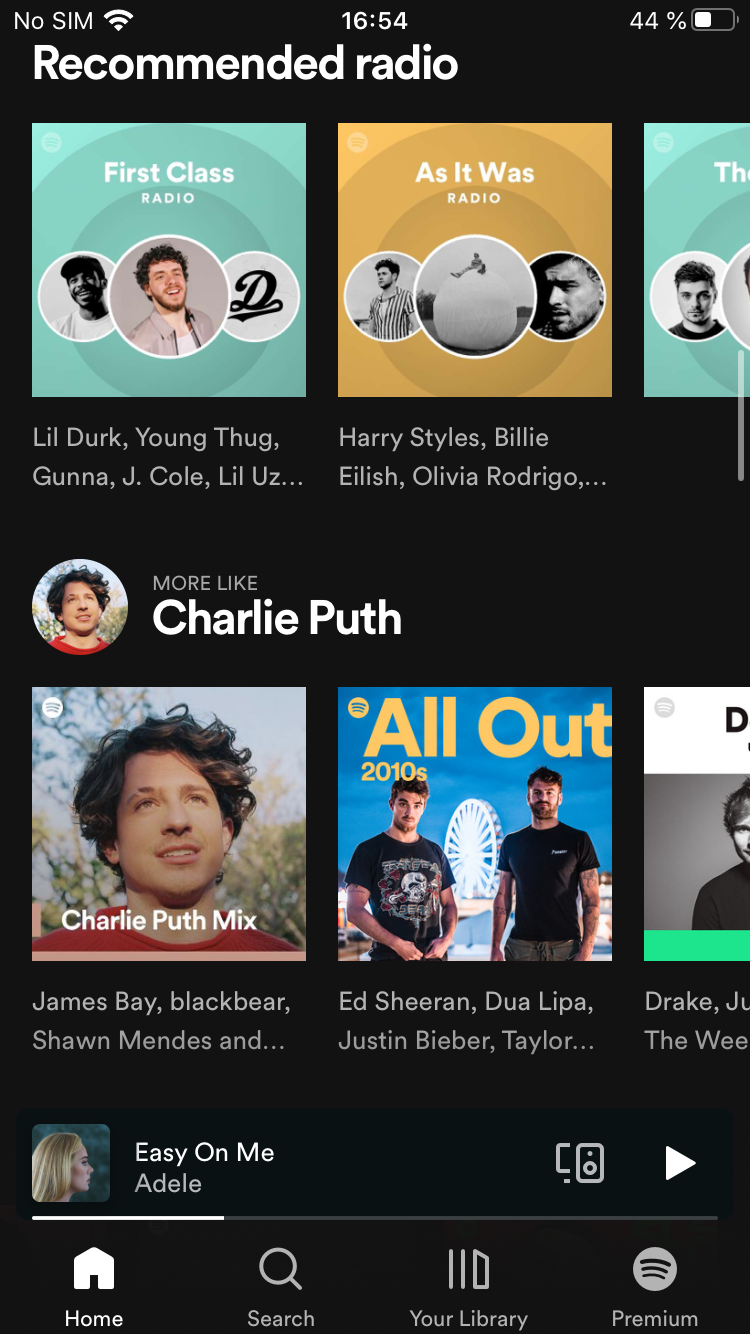 No SIM 16:54 44 %
Recommended radio
First Class
RADIO
As It Was
RADIO
Lil Durk, Young Thug,
Gunna, J. Cole, Lil Uz...
Harry Styles, Billie
Eilish, Olivia Rodrigo,...
MORE LIKE
Charlie Puth
Charlie Puth Mix
All Out
2010s
James Bay, blackbear,
Shawn Mendes and...
Ed Sheeran, Dua Lipa,
Justin Bieber, Taylor...
Drake, Ju
The Wee
Easy On Me
Adele
Home
Search
Your Library
Premium